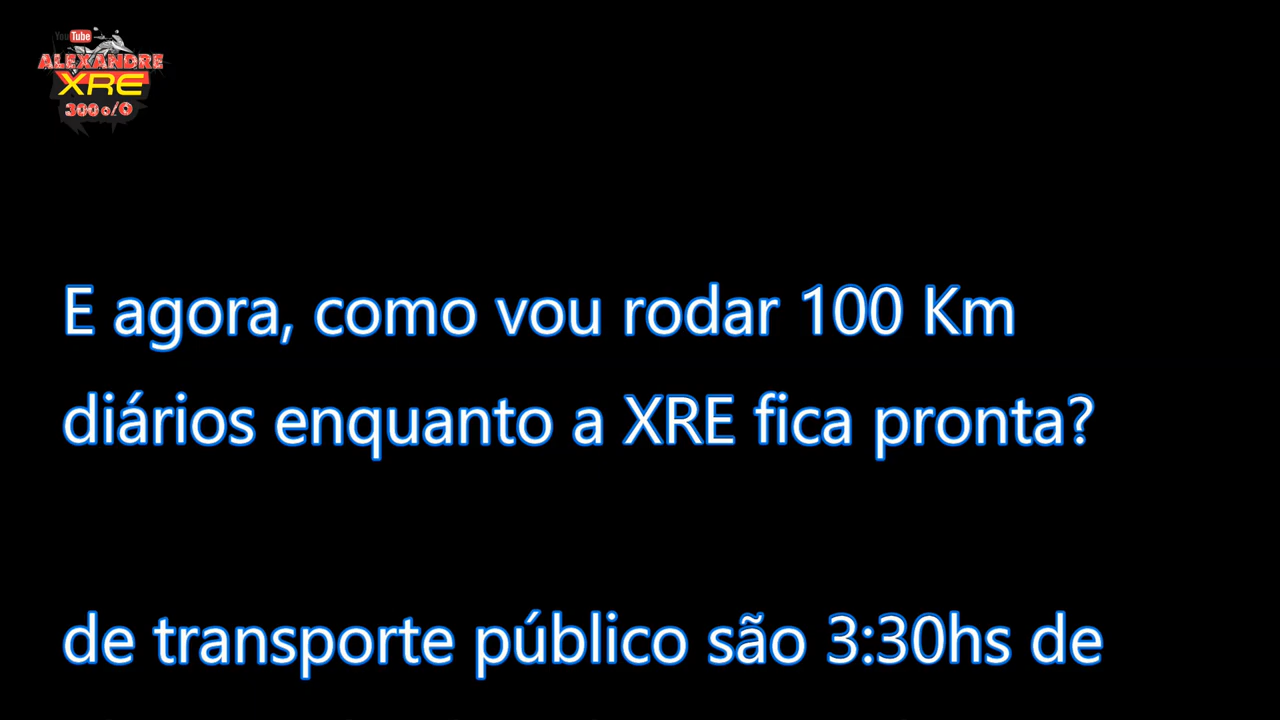 YouTube
ALEXANDRE
XRE
300 o/o
E agora, como vou rodar 100 Km
diários enquanto a XRE fica pronta?
de transporte público são 3:30hs de